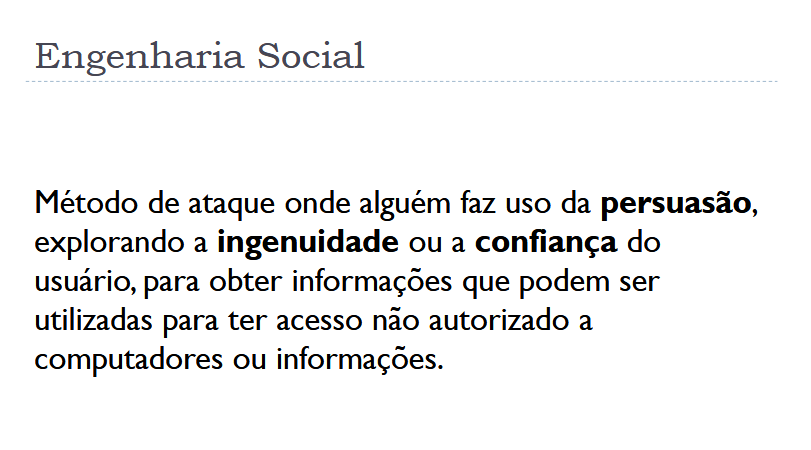 Engenharia Social
Método de ataque onde alguém faz uso da persuasão,
explorando a ingenuidade ou a confiança do
usuário, para obter informações que podem ser
utilizadas para ter acesso não autorizado a
computadores ou informações.